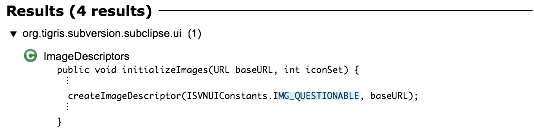 Results (4 results)
▼ org.tigris.subversion.subclipse.ui (1)
C ImageDescriptors
public void initializeImages(URL baseURL, int iconSet) {
⋮
createImageDescriptor(ISVNUIConstants.IMG_QUESTIONABLE, baseURL);
⋮
}